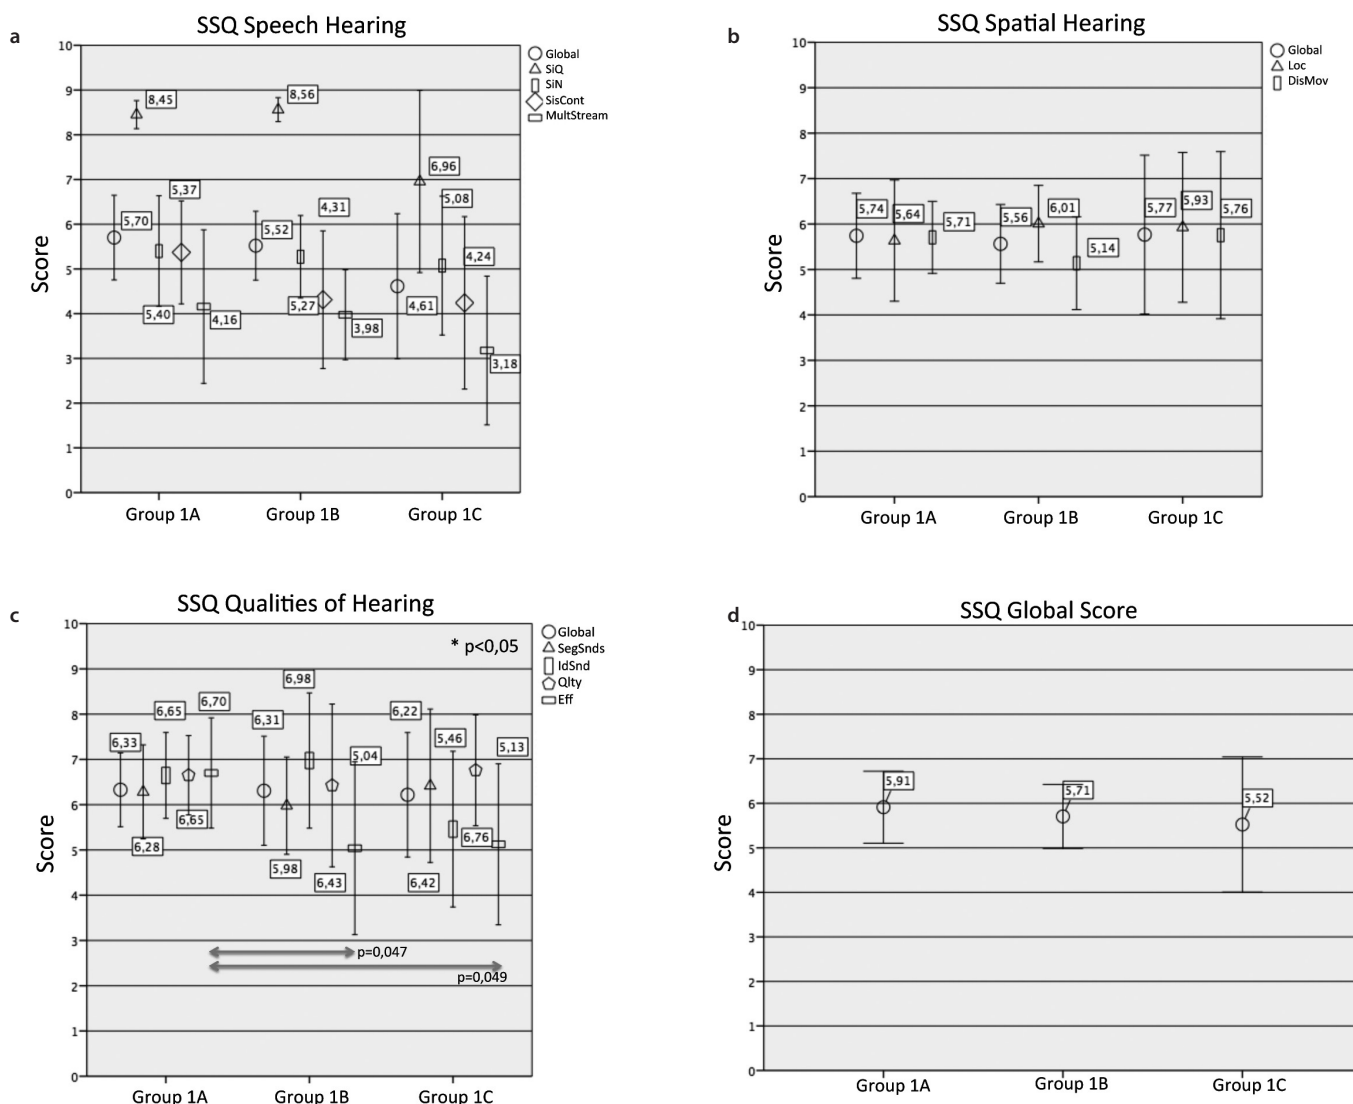 a
SSQ Speech Hearing
Score
10
9
8
7
6
5
4
3
2
1
0
8,45
8,56
6,96
5,37
5,08
4,31
5,70
5,52
4,24
5,40
5,27
4,61
4,16
3,98
3,18
Group 1A
Group 1B
Group 1C
Global
SiQ
SiN
SisCont
MultStream
b
SSQ Spatial Hearing
Score
10
9
8
7
6
5
4
3
2
1
0
5,74
5,64
5,71
5,56
6,01
5,14
5,77
5,93
5,76
Group 1A
Group 1B
Group 1C
Global
Loc
DisMov
c
SSQ Qualities of Hearing
* p<0,05
Score
10
9
8
7
6
5
4
3
2
1
0
6,33
6,65
6,70
6,31
6,98
5,04
6,22
5,46
5,13
6,28
6,65
5,98
6,43
6,42
6,76
p=0,047
p=0,049
Group 1A
Group 1B
Group 1C
Global
SegSnds
IdSnd
Qlty
Eff
d
SSQ Global Score
Score
10
9
8
7
6
5
4
3
2
1
0
5,91
5,71
5,52
Group 1A
Group 1B
Group 1C